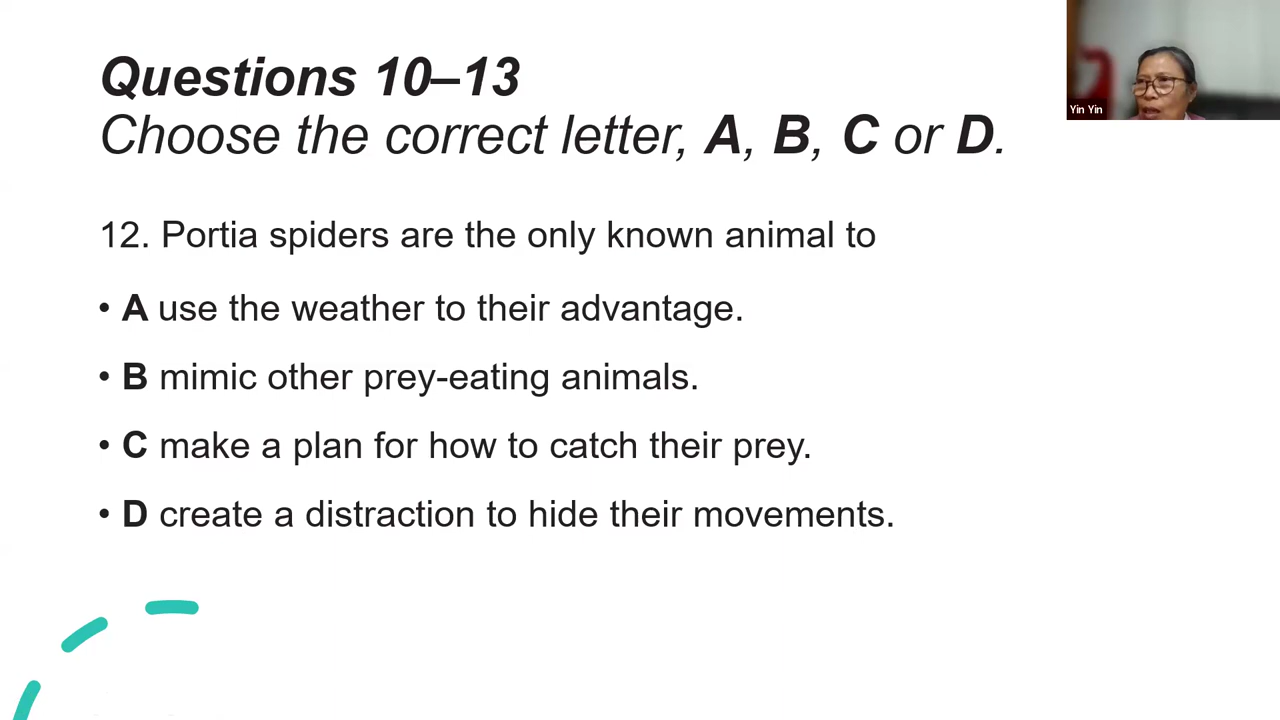 Questions 10–13
Choose the correct letter, A, B, C or D.
Yin Yin
12. Portia spiders are the only known animal to
• A use the weather to their advantage.
• B mimic other prey-eating animals.
• C make a plan for how to catch their prey.
• D create a distraction to hide their movements.